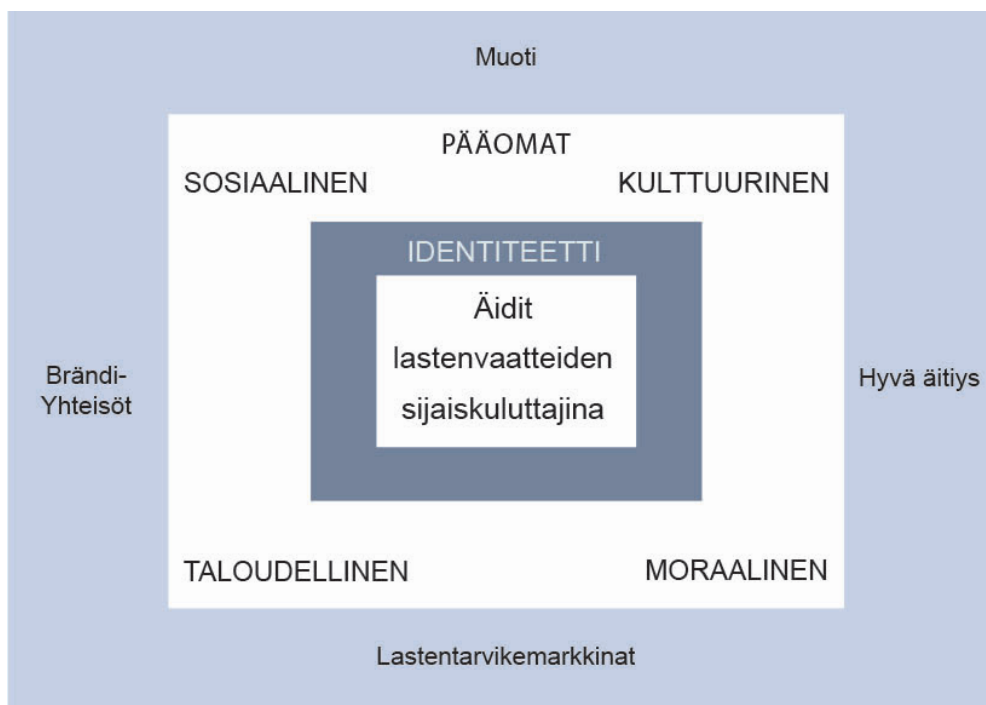 Muoti
PÄÄOMAT
SOSIAALINEN
KULTTUURINEN
IDENTITEETTI
Äidit
lastenvaatteiden
sijaiskuluttajina
Brändi-
Yhteisöt
Hyvä äitiys
TALOUDELLINEN
MORAALINEN
Lastentarvikemarkkinat